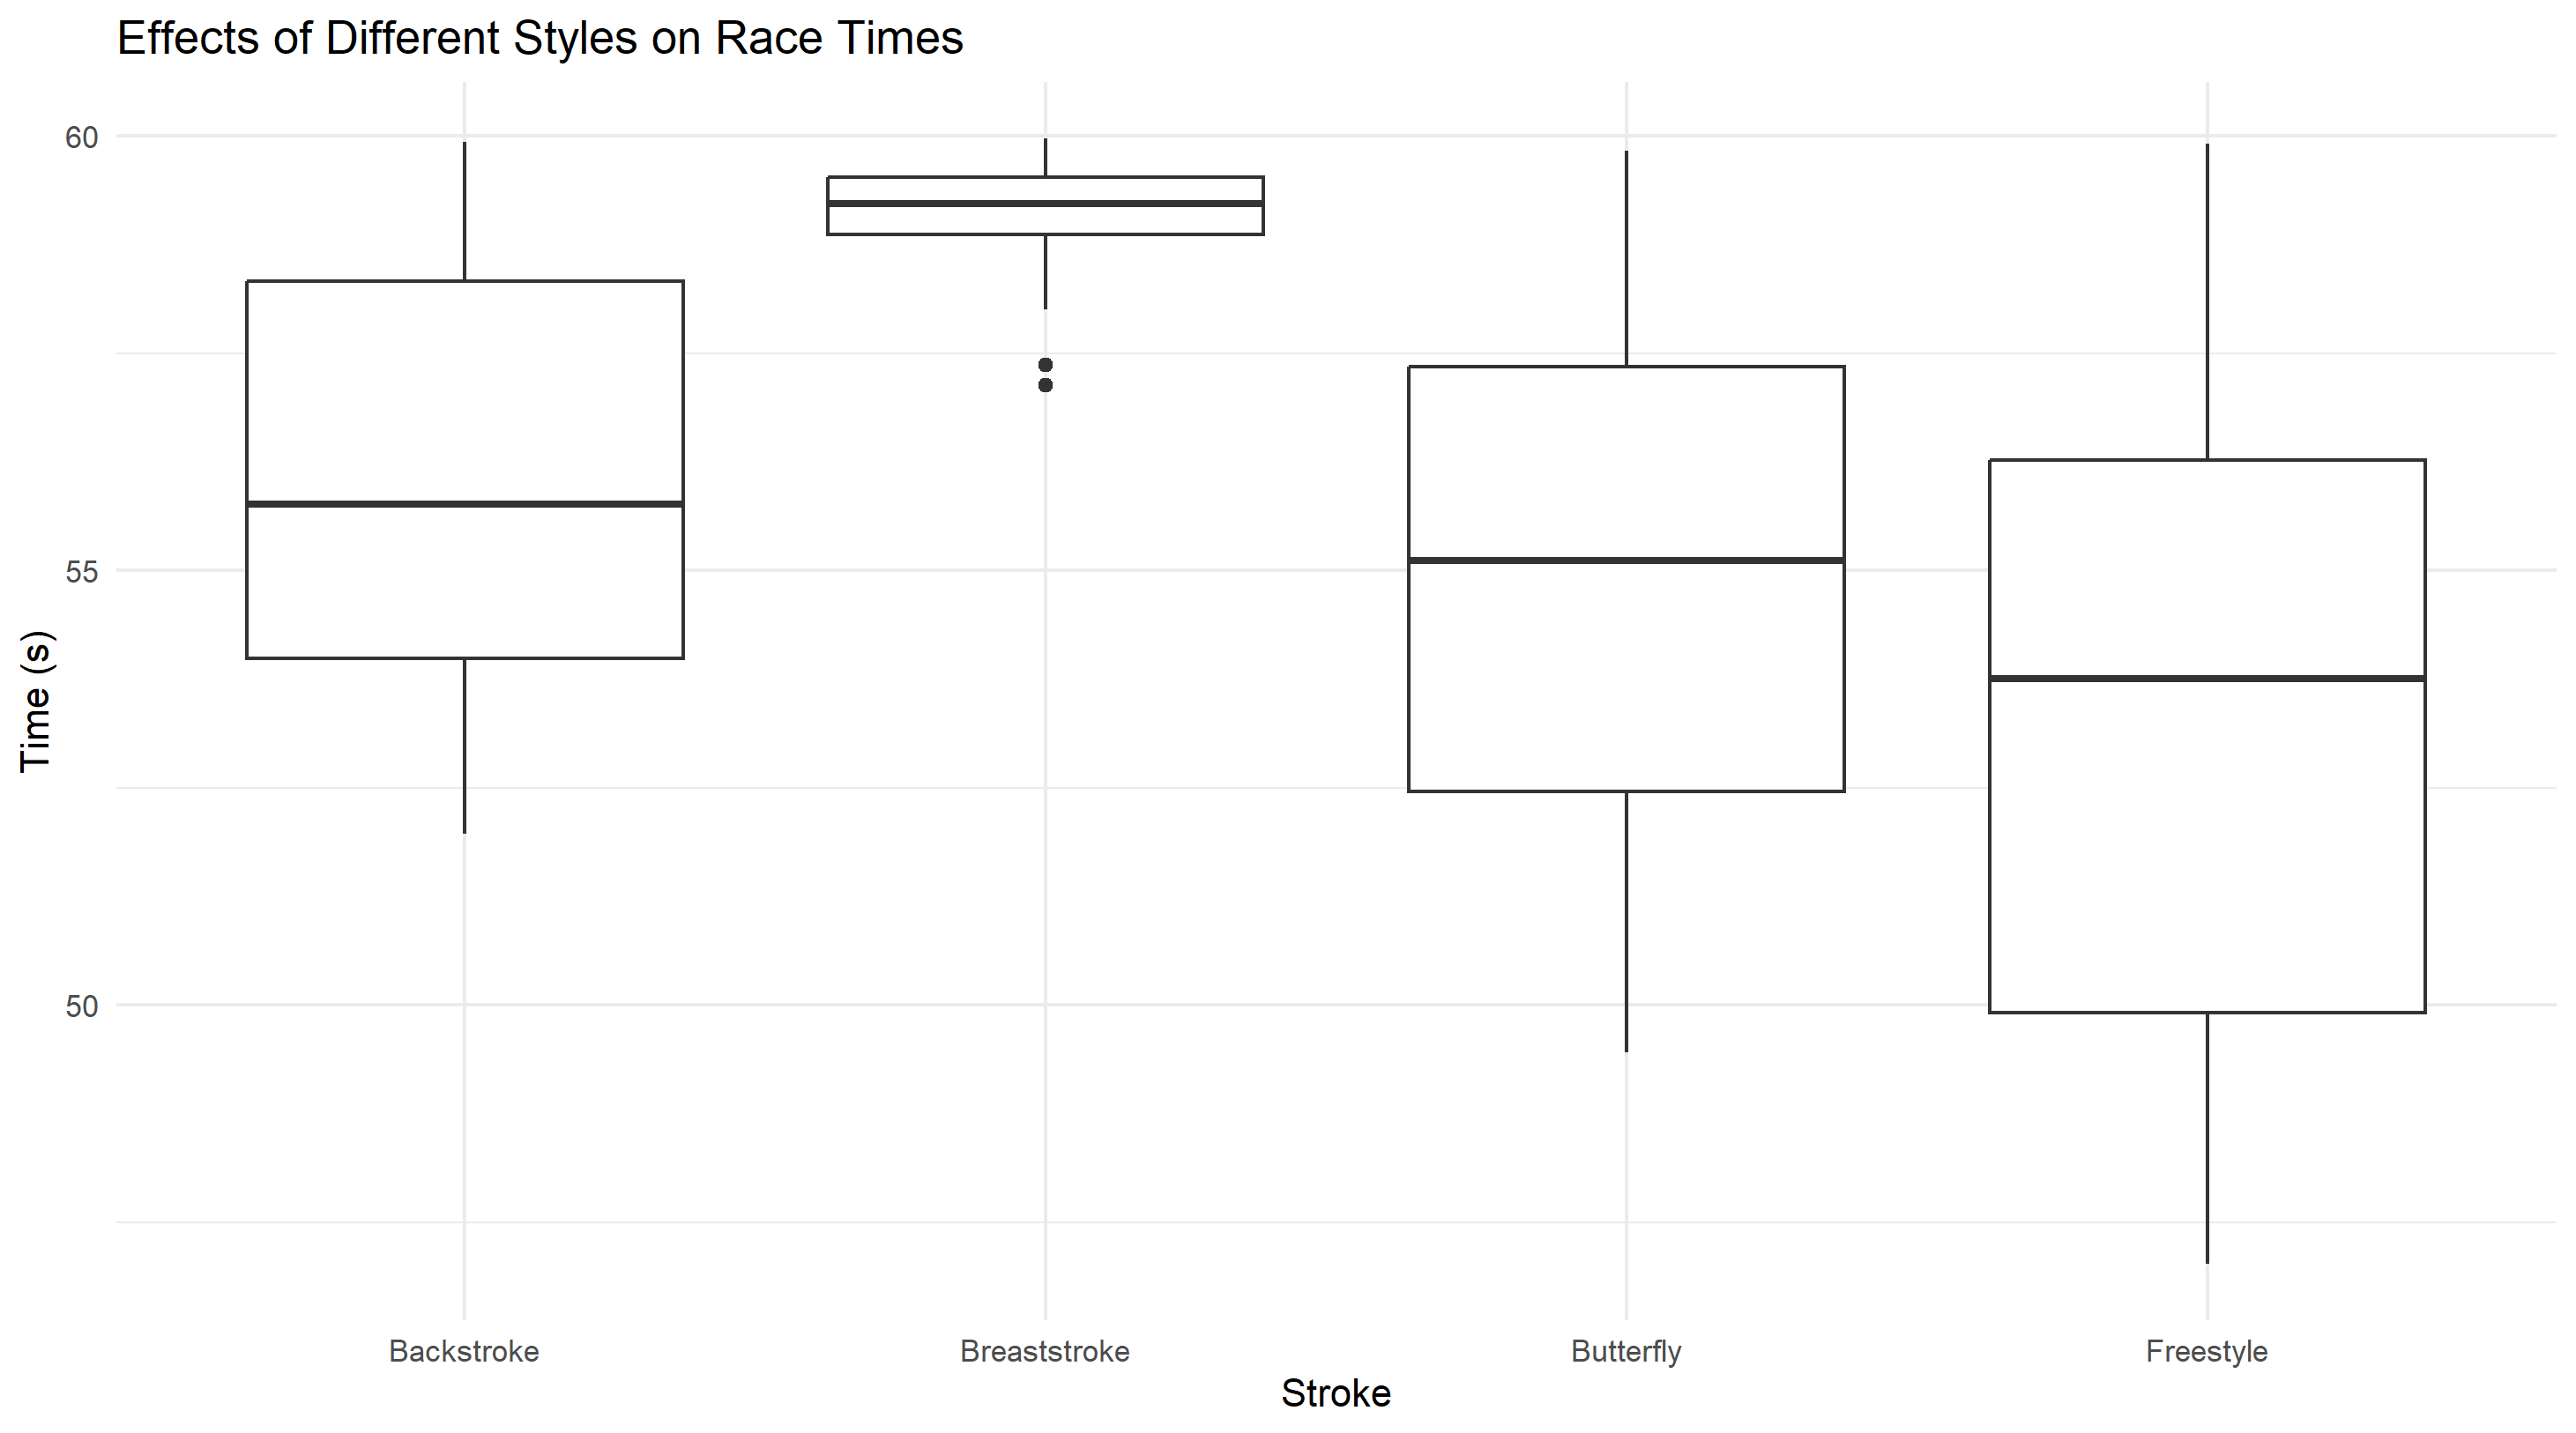 Effects of Different Styles on Race Times
60
55
50
Time (s)
Backstroke
Breaststroke
Butterfly
Freestyle
Stroke